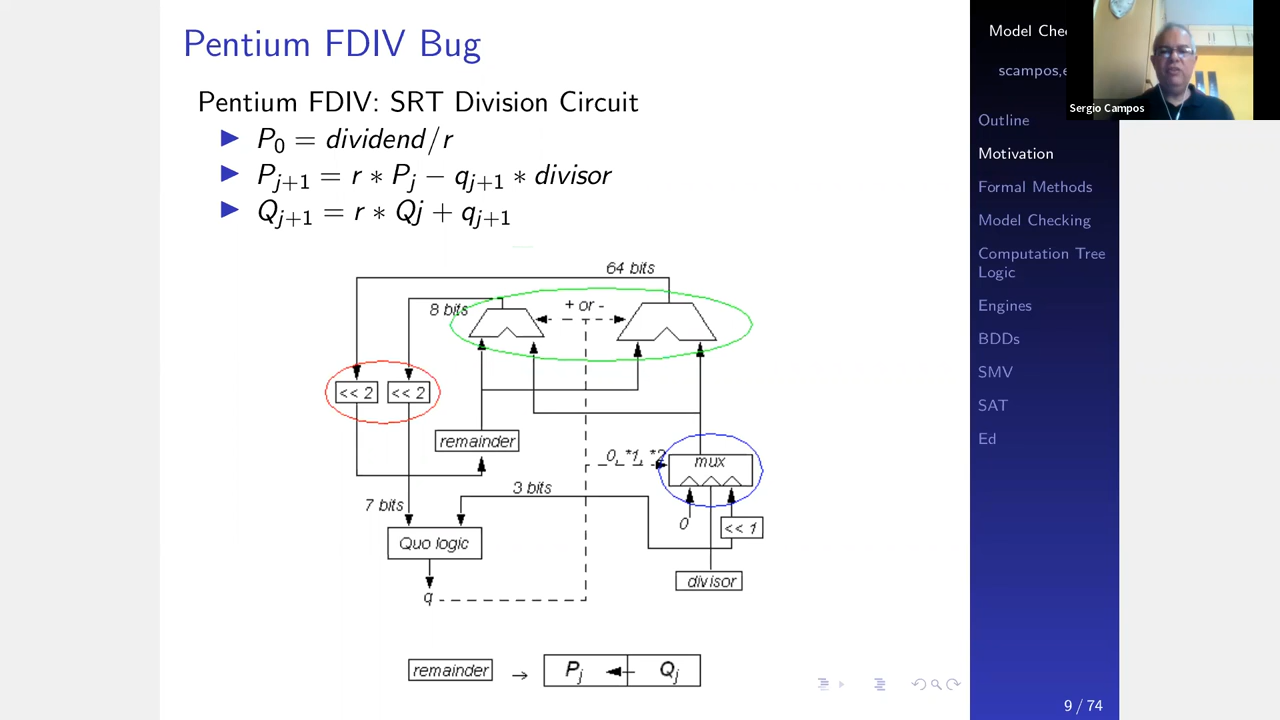 Pentium FDIV Bug
Pentium FDIV: SRT Division Circuit
P0 = dividend/r
Pj+1 = r ∗ Pj − qj+1 ∗ divisor
Qj+1 = r ∗ Qj + qj+1
64 bits
8 bits
+ or -
<< 2
<< 2
remainder
0, *1, *2
mux
3 bits
7 bits
0
<< 1
Quo logic
divisor
q
remainder → Pj Qj
Model Che
scampos,e
Sergio Campos
Outline
Motivation
Formal Methods
Model Checking
Computation Tree
Logic
Engines
BDDs
SMV
SAT
Ed
9 / 74